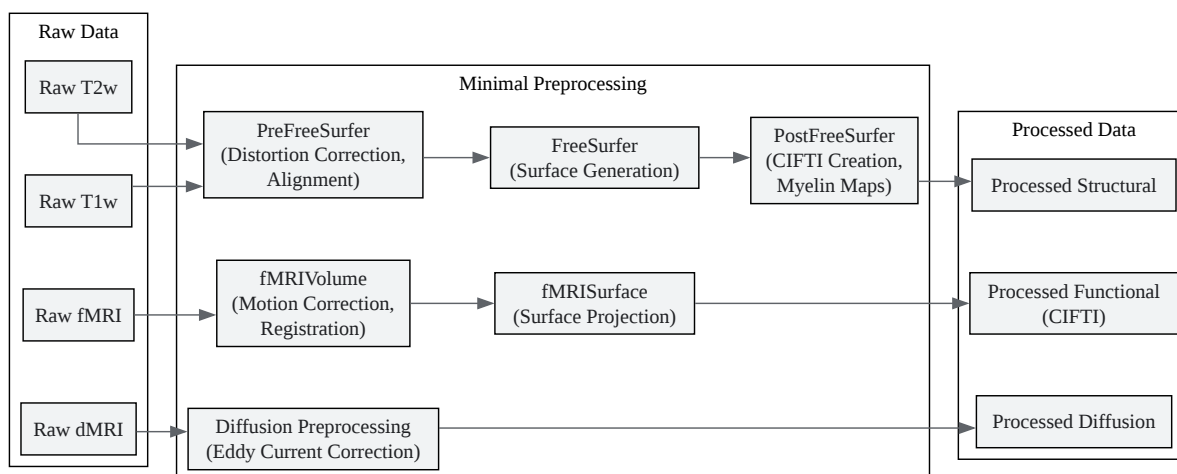 Raw Data
Raw T2w
Raw T1w
Raw fMRI
Raw dMRI
Minimal Preprocessing
PreFreeSurfer
(Distortion Correction,
Alignment)
FreeSurfer
(Surface Generation)
PostFreeSurfer
(CIFTI Creation,
Myelin Maps)
fMRIVolume
(Motion Correction,
Registration)
fMRISurface
(Surface Projection)
Diffusion Preprocessing
(Eddy Current Correction)
Processed Data
Processed Structural
Processed Functional
(CIFTI)
Processed Diffusion